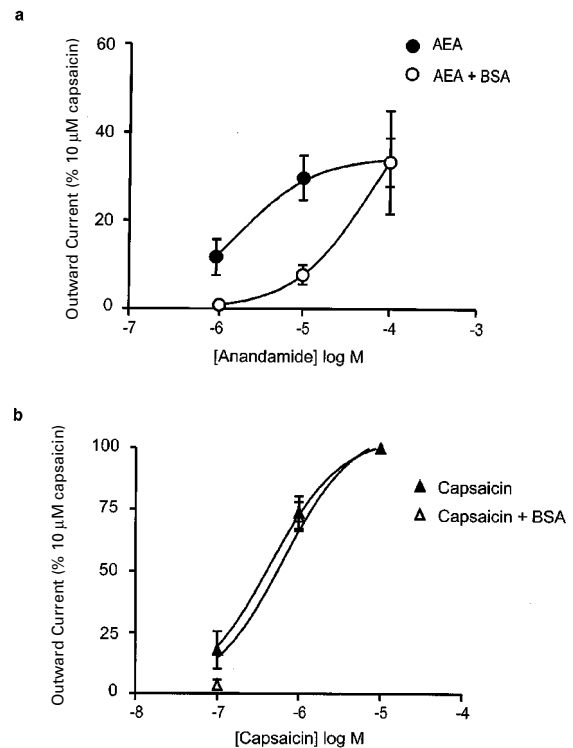 a
Outward Current (% 10 µM capsaicin)
60
40
20
0
-7
-6
-5
-4
-3
[Anandamide] log M
AEA
AEA + BSA
b
Outward Current (% 10 µM capsaicin)
100
75
50
25
0
-8
-7
-6
-5
-4
[Capsaicin] log M
Capsaicin
Capsaicin + BSA